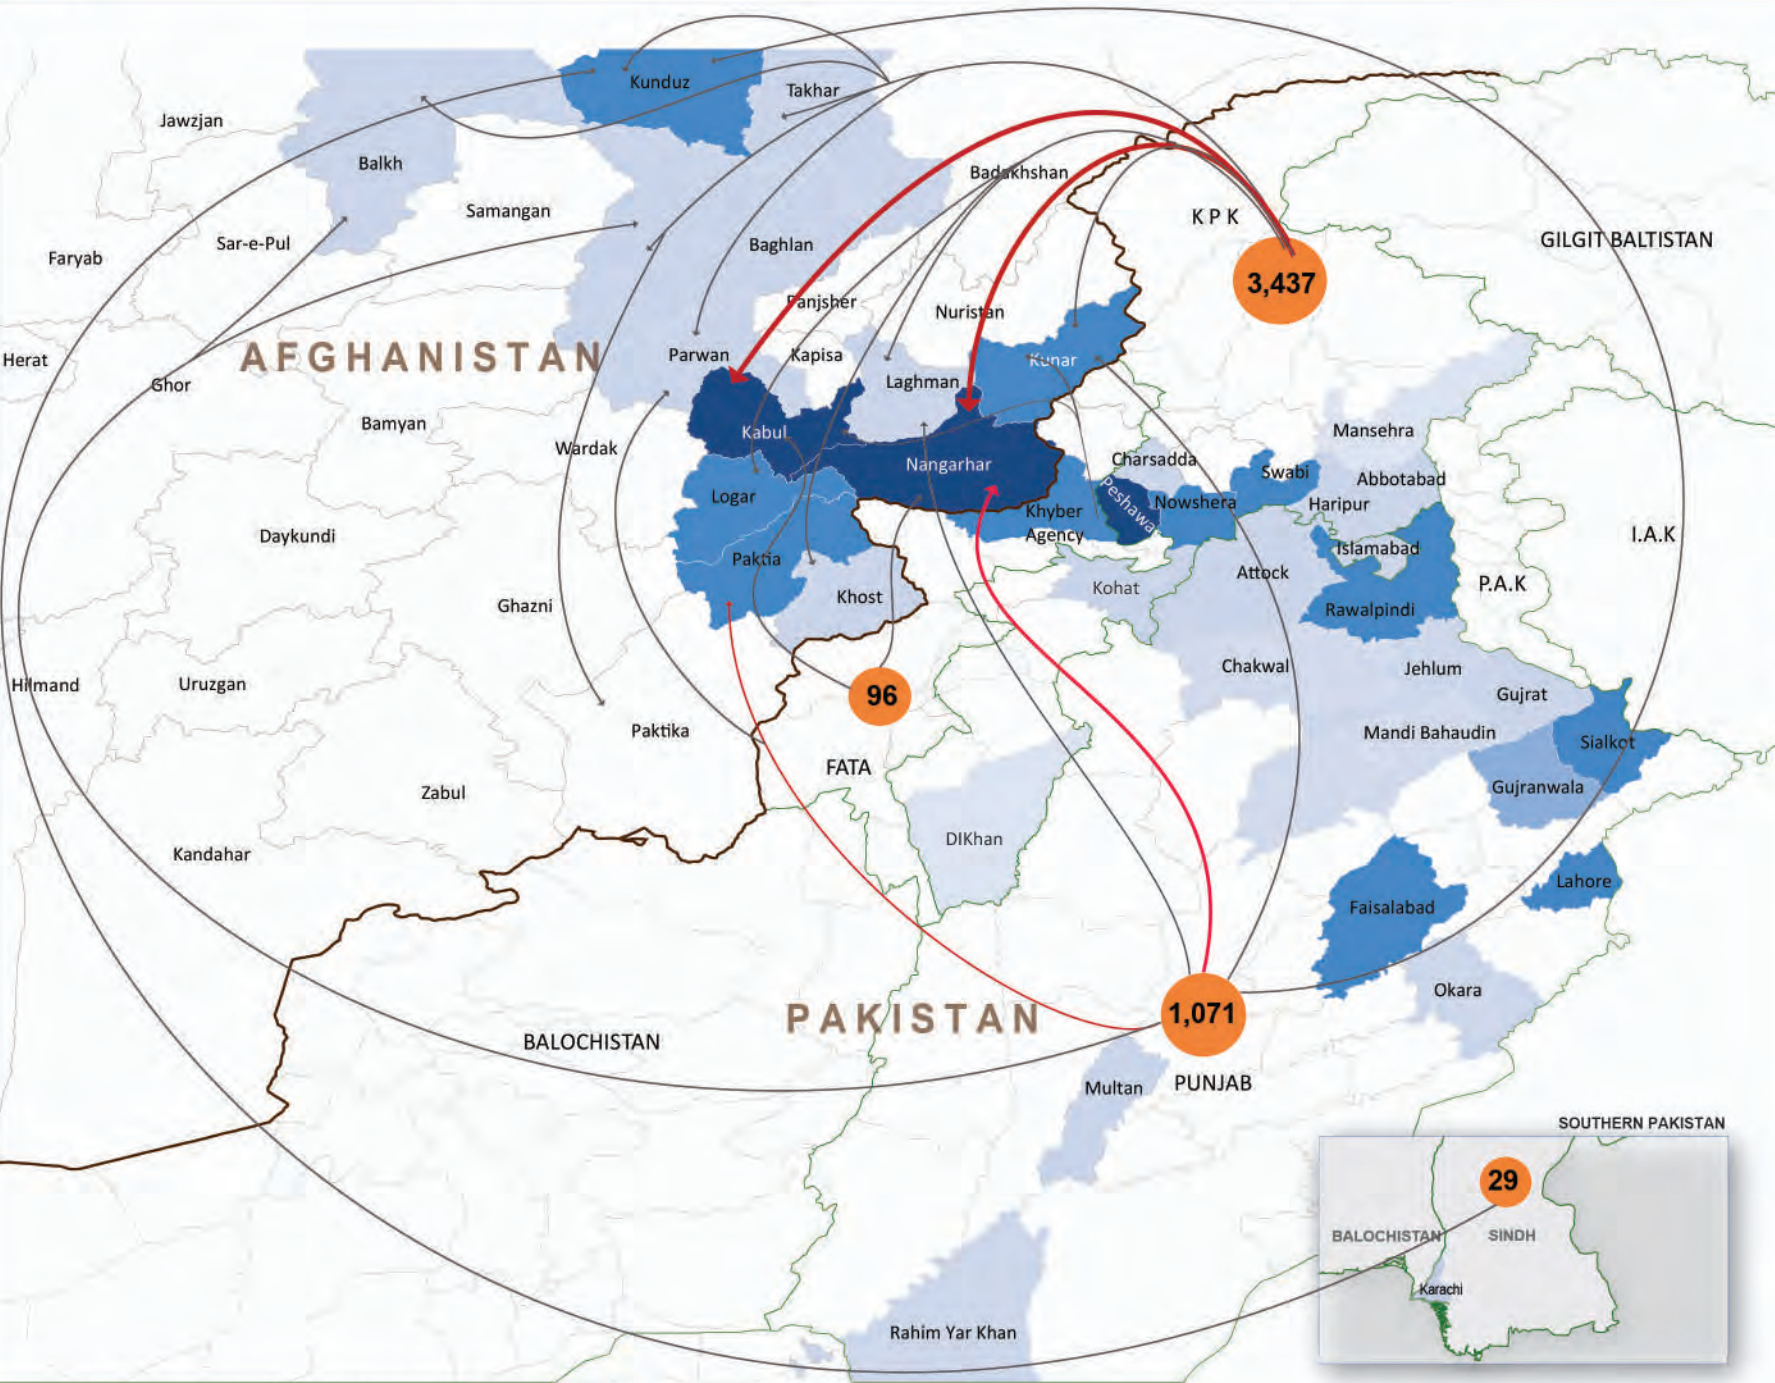 Kunduz
Takhar
Jawzjan
Balkh
Badakhshan
Samangan
K P K
Sar-e-Pul
Baghlan
GILGIT BALTISTAN
Faryab
3,437
Panjsher
Nuristan
AFGHANISTAN
Parwan
Kapisa
Herat
Kunar
Ghor
Laghman
Bamyan
Kabul
Mansehra
Wardak
Charsadda
Nangarhar
Swabi
Abbotabad
Logar
Peshawa
Nowshera
Haripur
Khyber
Agency
Daykundi
I.A.K
Islamabad
Paktia
Attock
P.A.K
Kohat
Khost
Ghazni
Rawalpindi
Chakwal
Jehlum
Hilmand
Uruzgan
96
Gujrat
Paktika
Mandi Bahaudin
Sialkot
FATA
Gujranwala
Zabul
DIKhan
Kandahar
Lahore
Faisalabad
Okara
PAKISTAN
1,071
BALOCHISTAN
Multan
PUNJAB
SOUTHERN PAKISTAN
29
BALOCHISTAN
SINDH
Karachi
Rahim Yar Khan